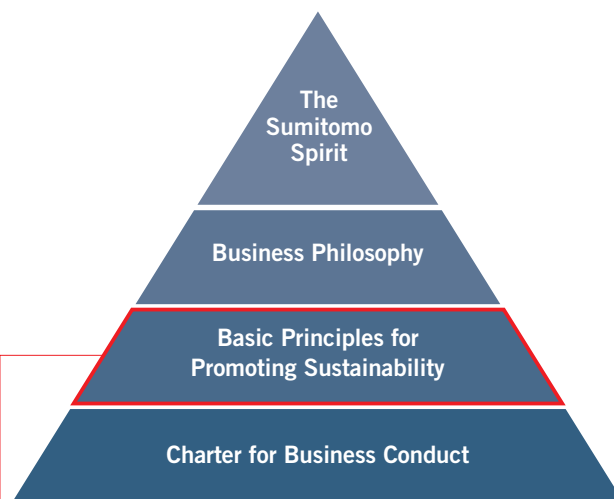 The
Sumitomo
Spirit
Business Philosophy
Basic Principles for
Promoting Sustainability
Charter for Business Conduct